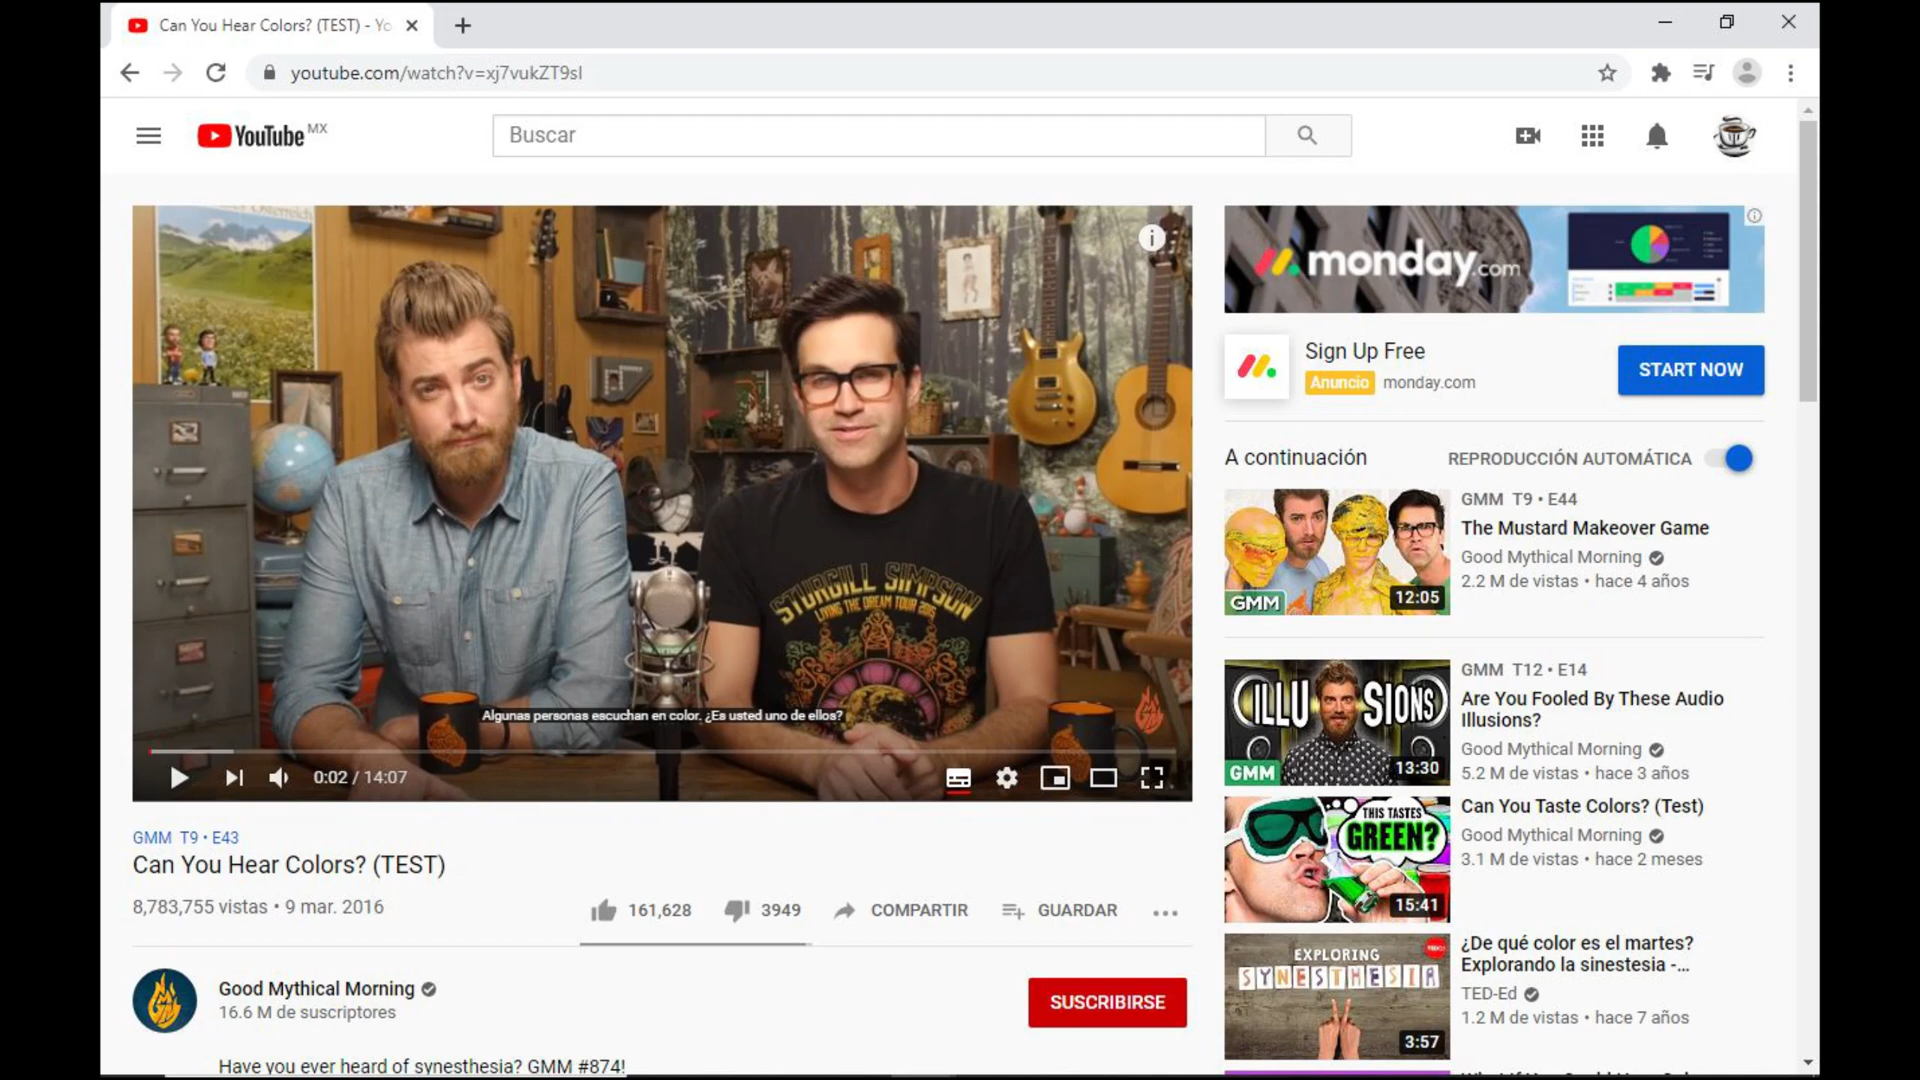 Can You Hear Colors? (TEST) - Yo
youtube.com/watch?v=xj7vukZT9sI
YouTube MX
Buscar
STURGILL SIMPSON
LIVING THE DREAM TOUR 2015
Algunas personas escuchan en color. ¿Es usted uno de ellos?
0:02 / 14:07
GMM T9 • E43
Can You Hear Colors? (TEST)
8,783,755 vistas • 9 mar. 2016
161,628
3949
COMPARTIR
GUARDAR
Good Mythical Morning
16.6 M de suscriptores
SUSCRIBIRSE
Have you ever heard of synesthesia? GMM #874!
monday.com
Sign Up Free
Anuncio monday.com
START NOW
A continuación
REPRODUCCIÓN AUTOMÁTICA
GMM
12:05
GMM T9 • E44
The Mustard Makeover Game
Good Mythical Morning
2.2 M de vistas • hace 4 años
ILLUSIONS
GMM
13:30
GMM T12 • E14
Are You Fooled By These Audio
Illusions?
Good Mythical Morning
5.2 M de vistas • hace 3 años
THIS TASTES
GREEN?
15:41
Can You Taste Colors? (Test)
Good Mythical Morning
3.1 M de vistas • hace 2 meses
EXPLORING
SYNESTHESIA
3:57
¿De qué color es el martes?
Explorando la sinestesia -...
TED-Ed
1.2 M de vistas • hace 7 años